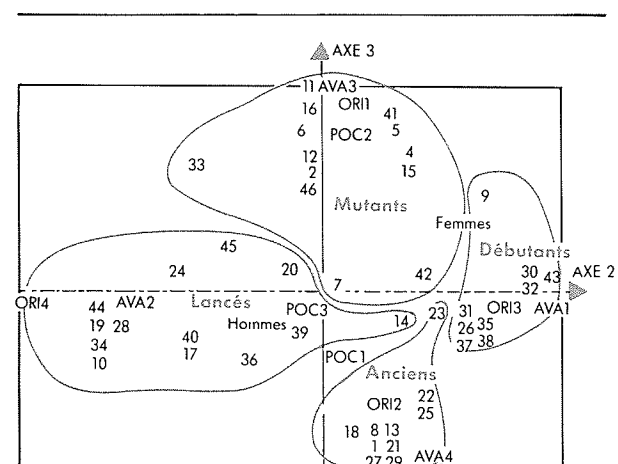 AXE 3
11 AVA3
16 ORI1 41
6 POC2 5
12 4
33 2 15
46
Mutants 9
Femmes
Débutants
45
24 20 7 42 30 43 AXE 2
32
ORI4 44 AVA2 Lancés POC3 31 ORI3 AVA1
19 28 Hommes 39 14 23 26 35
34 40 37 38
10 17 36 POC1
Anciens
ORI2 22
25
18 8 13
1 21
27 29 AVA4